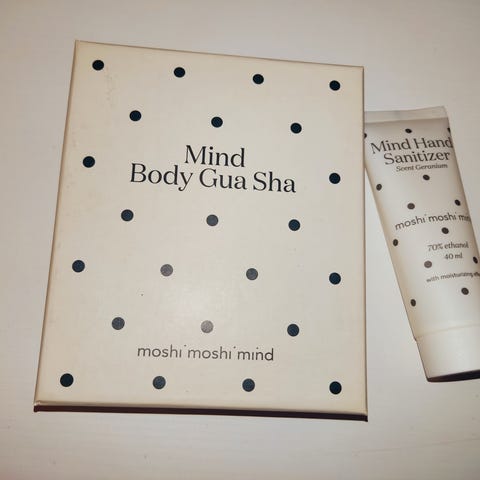 Mind
Body Gua Sha
moshi moshi mind
Mind Hand
Sanitizer
Scent Geranium
moshi moshi mind
70% ethanol
40 ml
with moisturizing